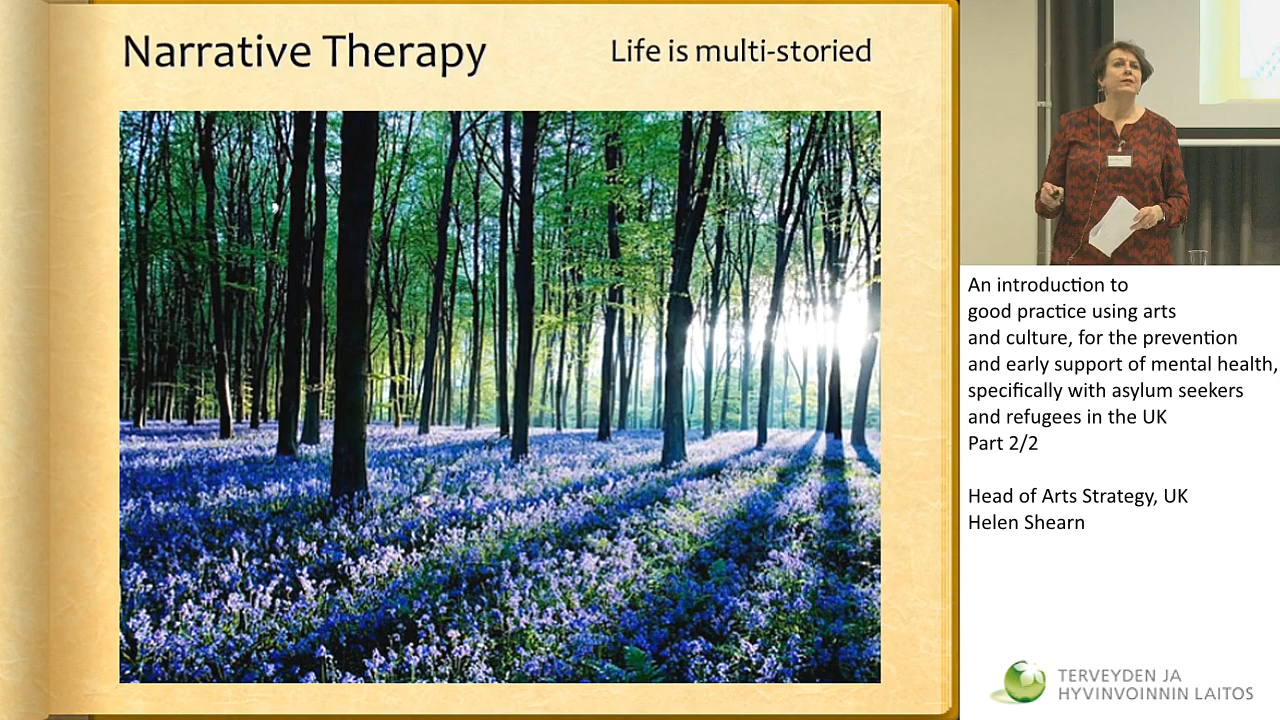 Narrative Therapy
Life is multi-storied
An introduction to
good practice using arts
and culture, for the prevention
and early support of mental health,
specifically with asylum seekers
and refugees in the UK
Part 2/2
Head of Arts Strategy, UK
Helen Shearn
TERVEYDEN JA
HYVINVOINNIN LAITOS